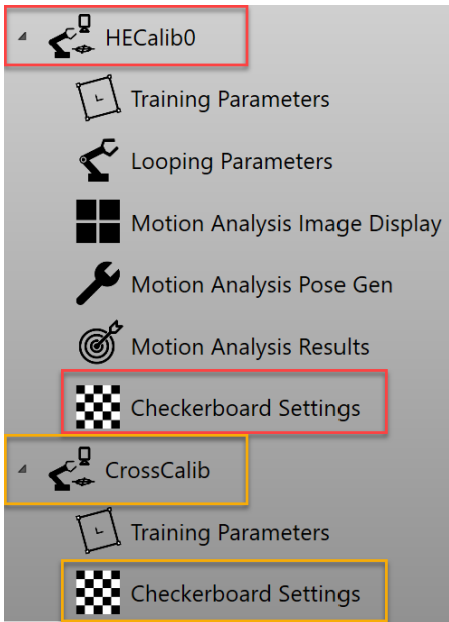 HECalib0
Training Parameters
Looping Parameters
Motion Analysis Image Display
Motion Analysis Pose Gen
Motion Analysis Results
Checkerboard Settings
CrossCalib
Training Parameters
Checkerboard Settings